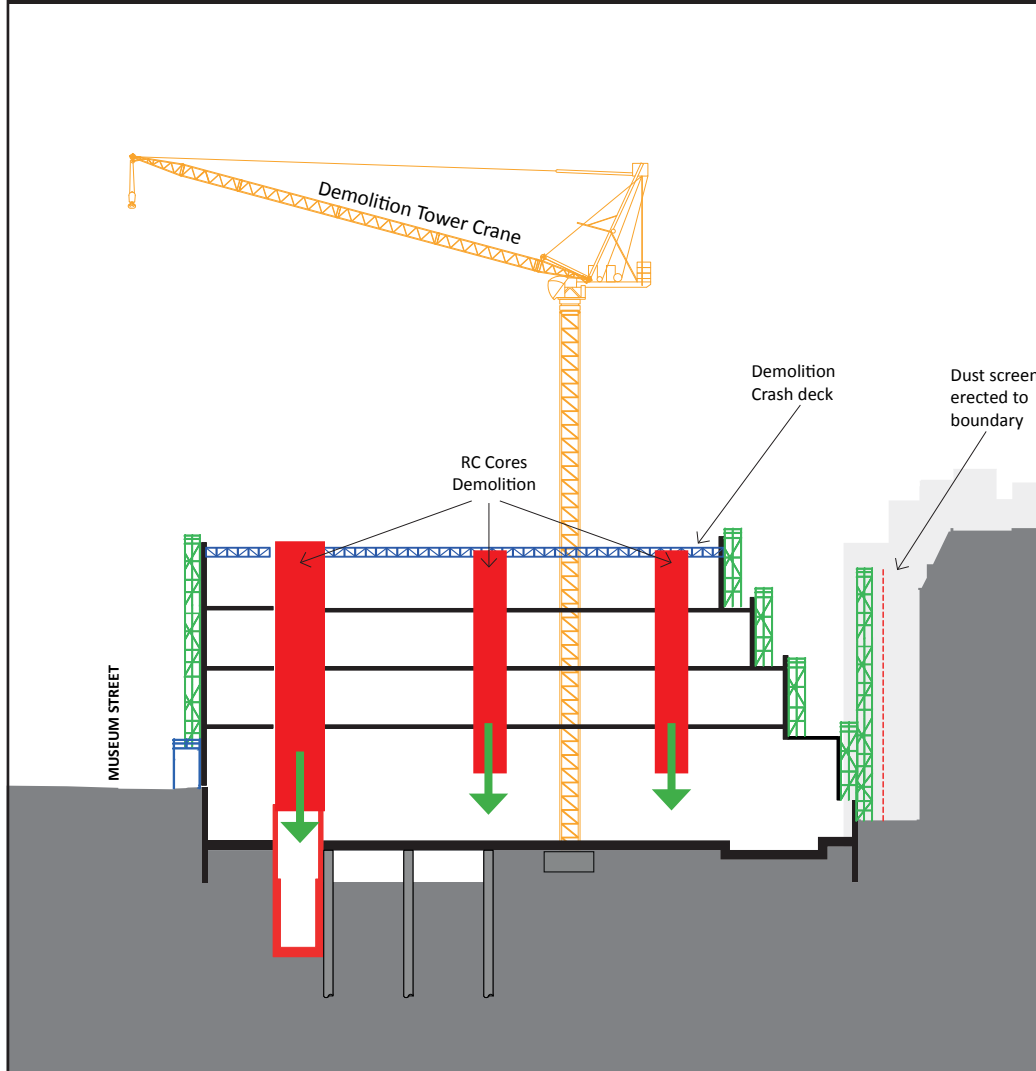 Demolition Tower Crane
Demolition
Crash deck
Dust screen
erected to
boundary
RC Cores
Demolition
MUSEUM STREET